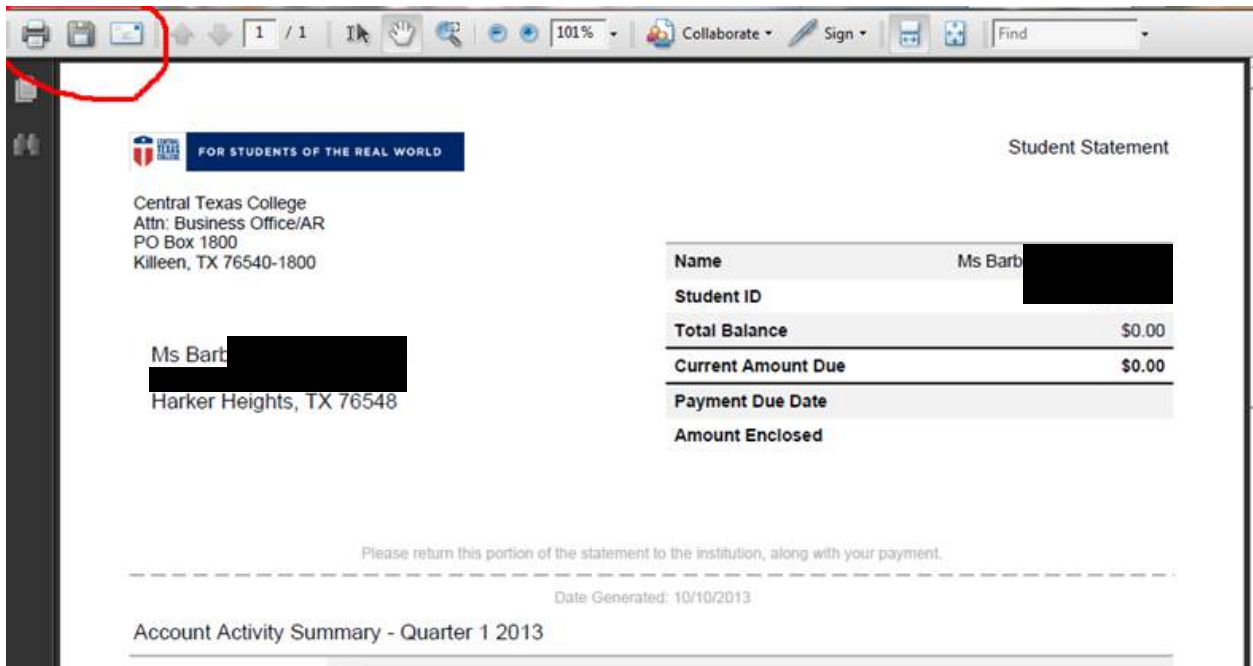 1 / 1 101% Collaborate Sign Find
CENTRAL TEXAS COLLEGE FOR STUDENTS OF THE REAL WORLD
Student Statement
Central Texas College
Attn: Business Office/AR
PO Box 1800
Killeen, TX 76540-1800
Name Ms Barb
Student ID
Total Balance $0.00
Current Amount Due $0.00
Payment Due Date
Amount Enclosed
Ms Barb
Harker Heights, TX 76548
Please return this portion of the statement to the institution, along with your payment.
Date Generated: 10/10/2013
Account Activity Summary - Quarter 1 2013